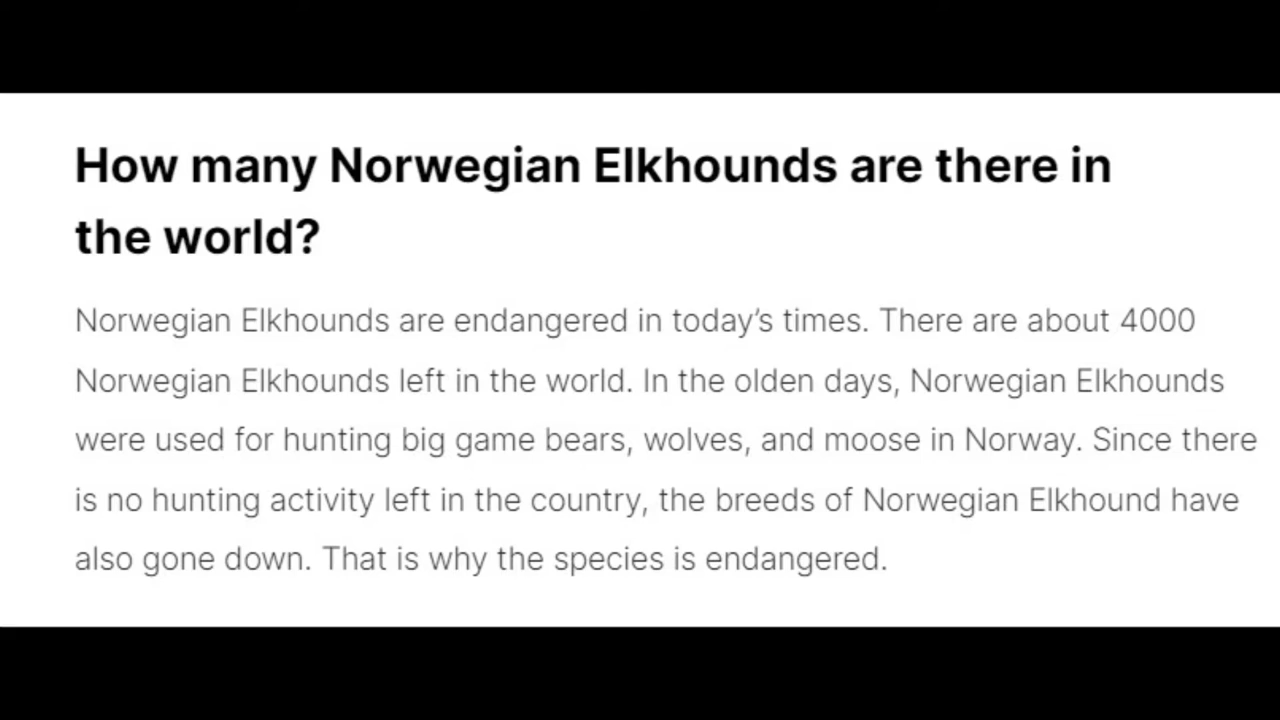 How many Norwegian Elkhounds are there in
the world?
Norwegian Elkhounds are endangered in today’s times. There are about 4000
Norwegian Elkhounds left in the world. In the olden days, Norwegian Elkhounds
were used for hunting big game bears, wolves, and moose in Norway. Since there
is no hunting activity left in the country, the breeds of Norwegian Elkhound have
also gone down. That is why the species is endangered.